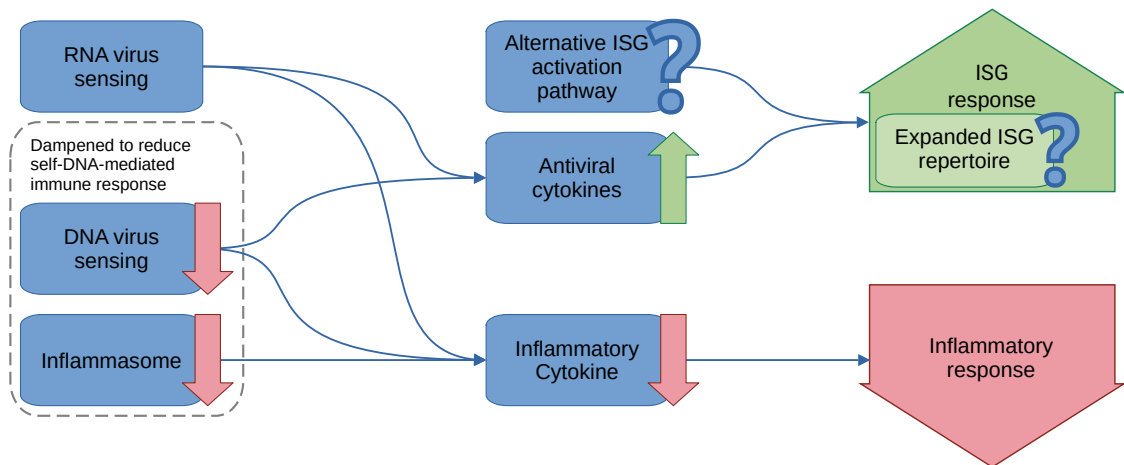 RNA virus
sensing
Dampened to reduce
self-DNA-mediated
immune response
DNA virus
sensing
Inflammasome
Alternative ISG
activation
pathway
?
Antiviral
cytokines
Inflammatory
Cytokine
ISG
response
Expanded ISG
repertoire
?
Inflammatory
response